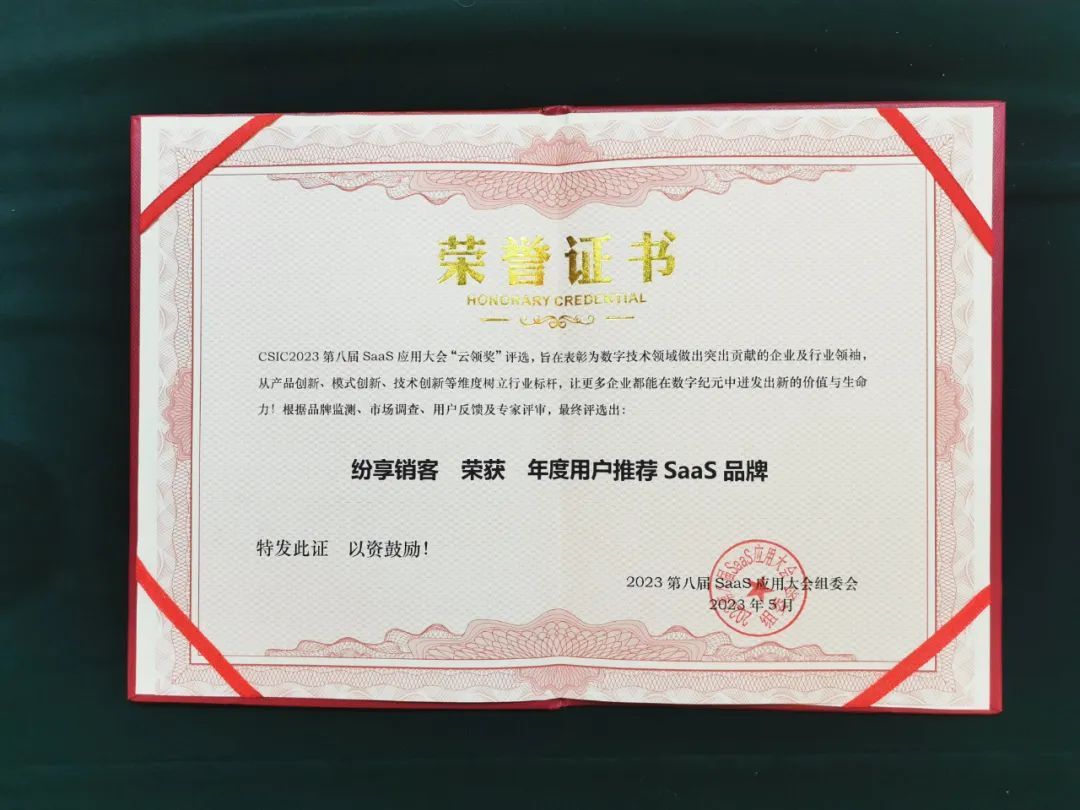 荣誉证书
HONORARY CREDENTIAL
CSIC2023 第八届 SaaS 应用大会“云领奖”评选，旨在表彰为数字技术领域做出突出贡献的企业及行业领袖，
从产品创新、模式创新、技术创新等维度树立行业标杆，让更多企业都能在数字纪元中迸发出新的价值与生命
力！根据品牌监测、市场调查、用户反馈及专家评审，最终评选出：
纷享销客 荣获 年度用户推荐 SaaS 品牌
特发此证 以资鼓励！
2023 第八届 SaaS 应用大会组委会
2023 年 5 月